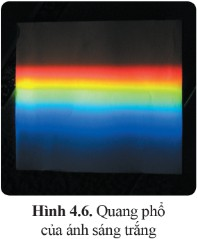 Hình 4.6. Quang phổ
của ánh sáng trắng